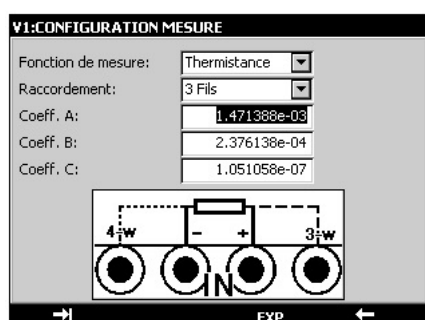 V1:CONFIGURATION MESURE
Fonction de mesure: Thermistance
Raccordement: 3 Fils
Coeff. A: 1.471388e-03
Coeff. B: 2.376138e-04
Coeff. C: 1.051058e-07
4-w - + 3-w
IN
EXP